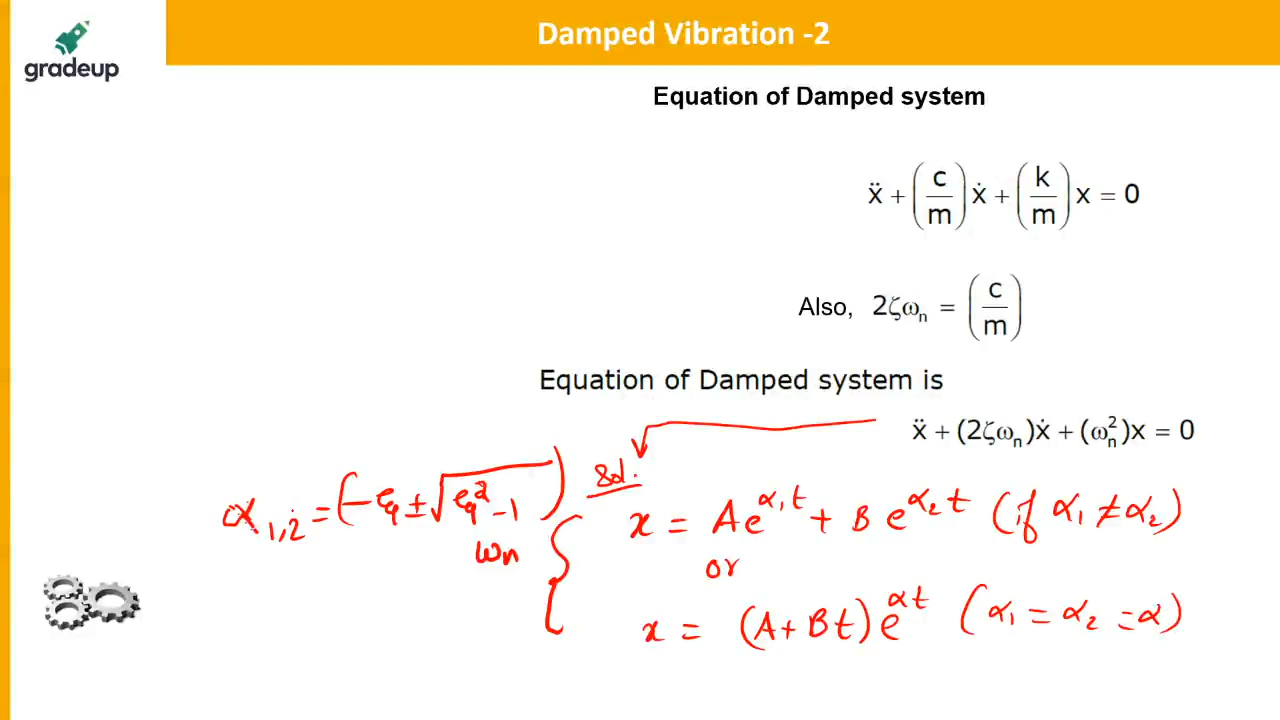 gradeup
Damped Vibration -2
Equation of Damped system
ẍ + (c/m)ẋ + (k/m)x = 0
Also, 2ζωₙ = (c/m)
Equation of Damped system is
ẍ + (2ζωₙ)ẋ + (ωₙ²)x = 0
Sol.
α₁,₂ = (-ξ ± √(ξ² - 1)) ωₙ
x = A e^α₁t + B e^α₂t (if α₁ ≠ α₂)
or
x = (A + Bt) e^αt (α₁ = α₂ = α)